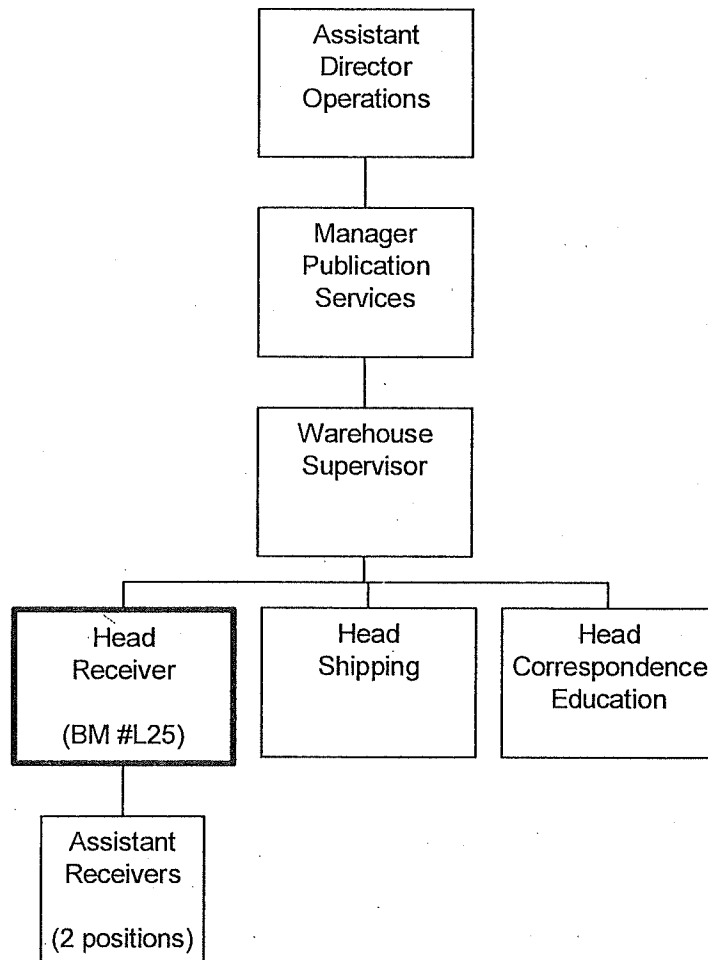 Assistant
Director
Operations
Manager
Publication
Services
Warehouse
Supervisor
Head
Receiver
(BM #L25)
Head
Shipping
Head
Correspondence
Education
Assistant
Receivers
(2 positions)